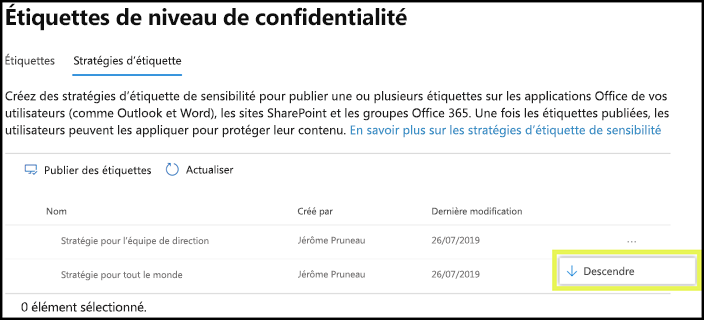 Étiquettes de niveau de confidentialité
Étiquettes Stratégies d'étiquette
Créez des stratégies d'étiquette de sensibilité pour publier une ou plusieurs étiquettes sur les applications Office de vos
utilisateurs (comme Outlook et Word), les sites SharePoint et les groupes Office 365. Une fois les étiquettes publiées, les
utilisateurs peuvent les appliquer pour protéger leur contenu. En savoir plus sur les stratégies d'étiquette de sensibilité
Publier des étiquettes Actualiser
Nom Créé par Dernière modification
Stratégie pour l'équipe de direction Jérôme Pruneau 26/07/2019 ...
Stratégie pour tout le monde Jérôme Pruneau 26/07/2019 Descendre
0 élément sélectionné.